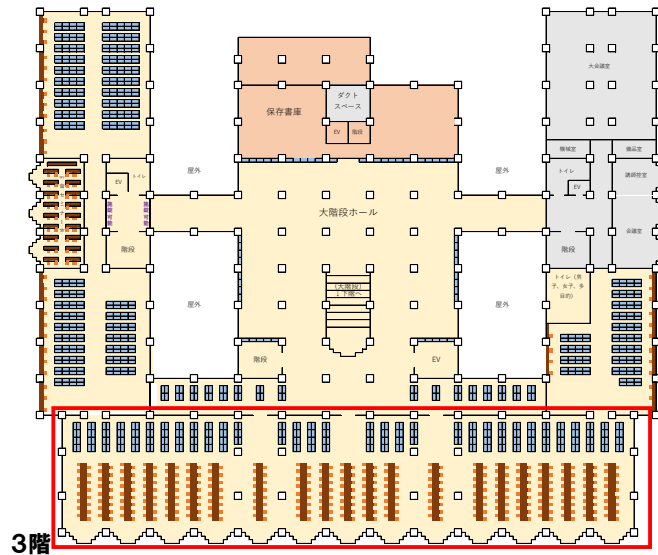 大会議室
ダクト
スペース
保存書庫
EV
階段
機械室
備品室
屋外
屋外
トイレ
EV
トイレ
EV
講師控室
大階段ホール
会議室
階段
階段
トイレ（男
子、女子、多
目的）
（大階段）
↓下階へ
屋外
屋外
階段
EV
3階